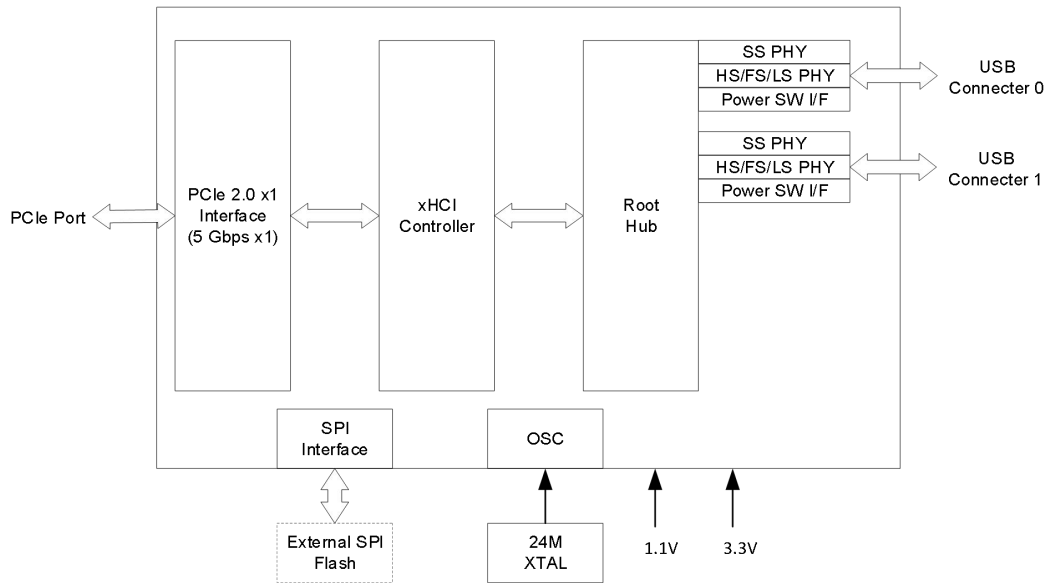 SS PHY
HS/FS/LS PHY
Power SW I/F
USB
Connecter 0
SS PHY
HS/FS/LS PHY
Power SW I/F
USB
Connecter 1
PCIe Port
PCIe 2.0 x1
Interface
(5 Gbps x1)
xHCI
Controller
Root
Hub
SPI
Interface
OSC
External SPI
Flash
24M
XTAL
1.1V
3.3V